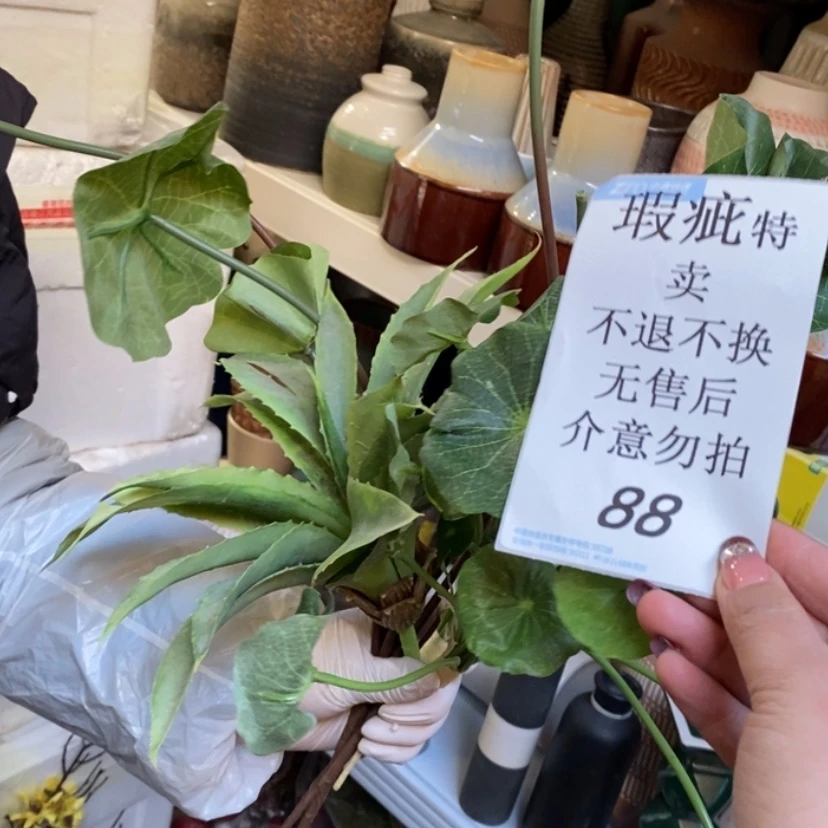 瑕疵特
卖
不退不换
无售后
介意勿拍
88